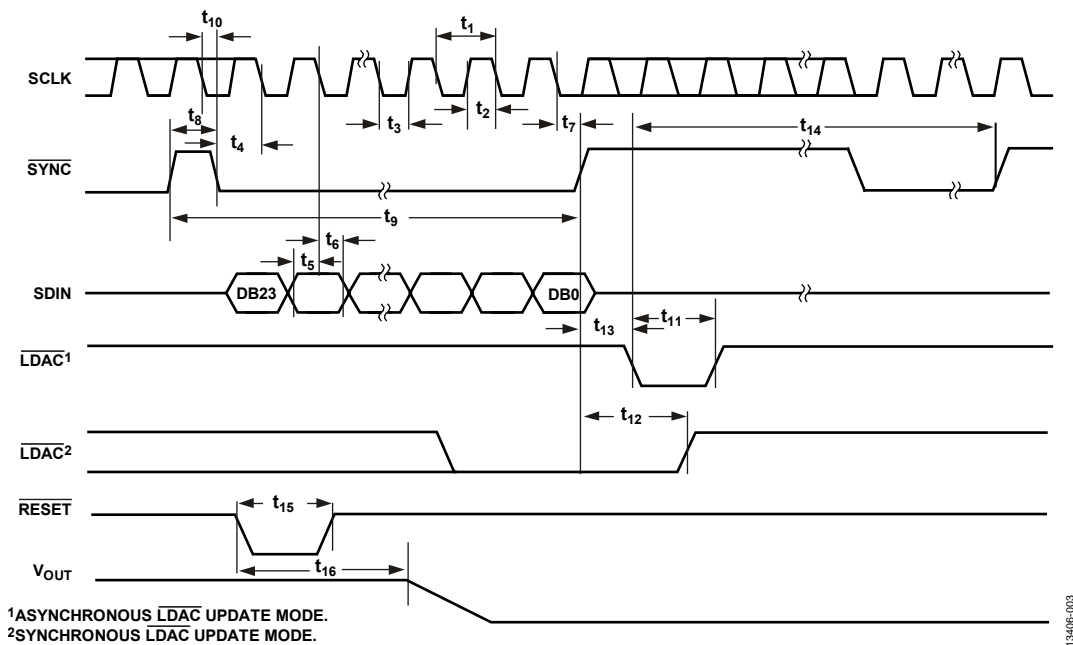 t10
t1
SCLK
t8
t3
t2
t7
t14
t4
SYNC
t9
t6
t5
SDIN
DB23
DB0
t13
t11
LDAC1
t12
LDAC2
RESET
t15
t16
VOUT
1ASYNCHRONOUS LDAC UPDATE MODE.
2SYNCHRONOUS LDAC UPDATE MODE.
13406-003